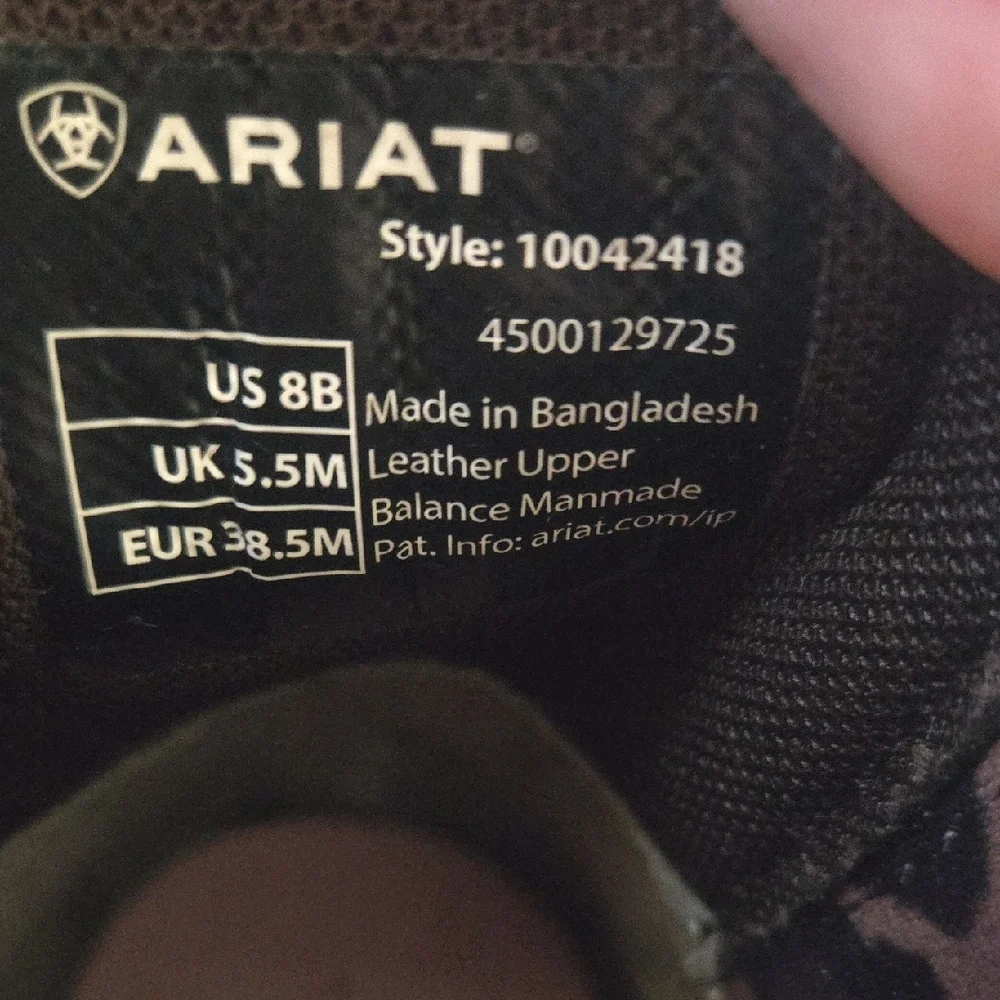 ARIAT®
Style: 10042418
4500129725
US 8B
UK 5.5M
EUR 38.5M
Made in Bangladesh
Leather Upper
Balance Manmade
Pat. Info: ariat.com/ip